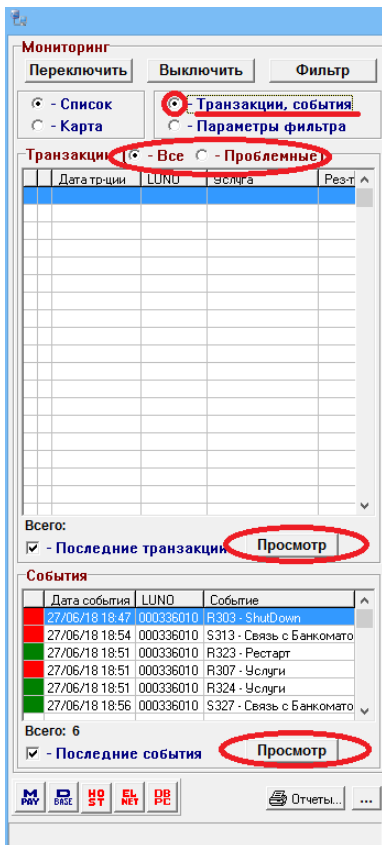 Мониторинг
Переключить Выключить Фильтр
- Список - Транзакции, события
- Карта - Параметры фильтра
Транзакции ( - Все - Проблемные)
Дата тр-ции LUNO Услуга Рез-т
Всего:
- Последние транзакции Просмотр
События
Дата события LUNO Событие
27/06/18 18:47 000336010 R303 - ShutDown
27/06/18 18:54 000336010 S313 - Связь с Банкомато
27/06/18 18:51 000336010 R323 - Рестарт
27/06/18 18:51 000336010 R307 - Услуги
27/06/18 18:51 000336010 R324 - Услуги
27/06/18 18:56 000336010 S327 - Связь с Банкомато
Всего: 6
- Последние события Просмотр
M PAY D BASE HO ST EL NET DB PC Отчеты... ...